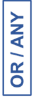 OR / ANY